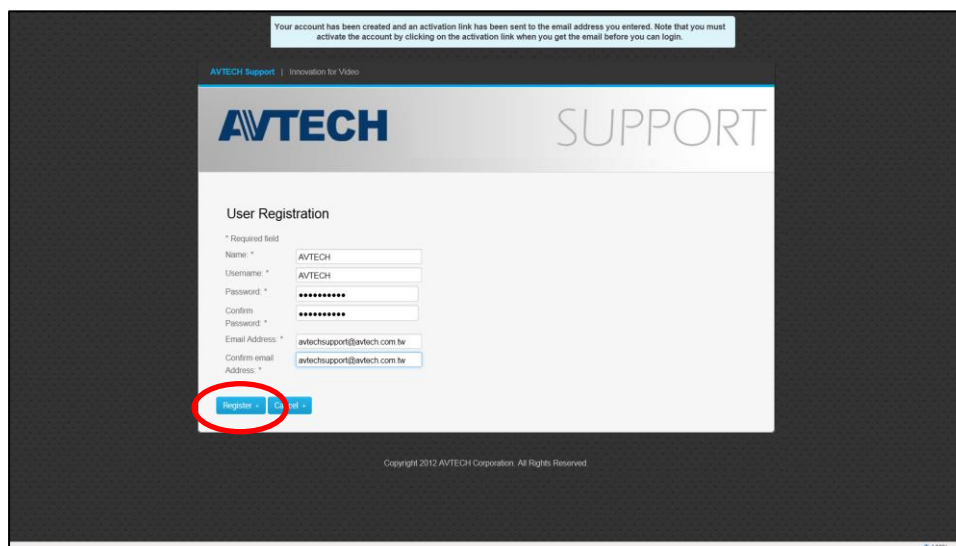 Your account has been created and an activation link has been sent to the email address you entered. Note that you must
activate the account by clicking on the activation link when you get the email before you can login.
AVTECH Support | Innovation for Video
AVTECH SUPPORT
User Registration
* Required field
Name: * AVTECH
Username: * AVTECH
Password: * ••••••••••
Confirm
Password: * ••••••••••
Email Address: * avtechsupport@avtech.com.tw
Confirm email
Address: * avtechsupport@avtech.com.tw
Register Cancel
Copyright 2012 AVTECH Corporation. All Rights Reserved.